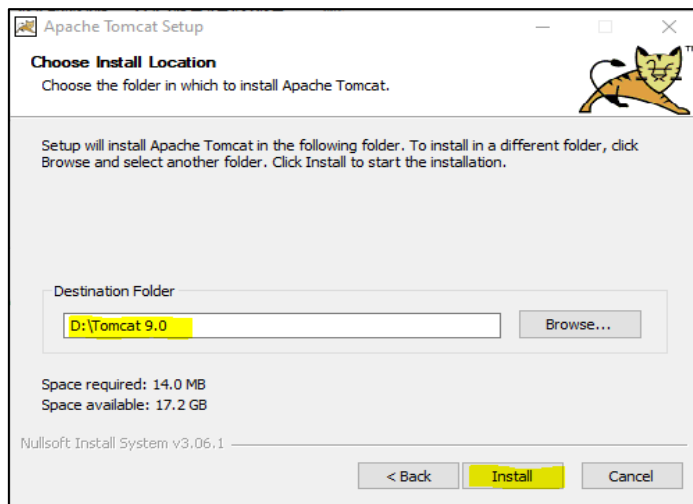 Apache Tomcat Setup
Choose Install Location
Choose the folder in which to install Apache Tomcat.
TM
Setup will install Apache Tomcat in the following folder. To install in a different folder, click
Browse and select another folder. Click Install to start the installation.
Destination Folder
D:\Tomcat 9.0
Browse...
Space required: 14.0 MB
Space available: 17.2 GB
Nullsoft Install System v3.06.1
< Back Install Cancel